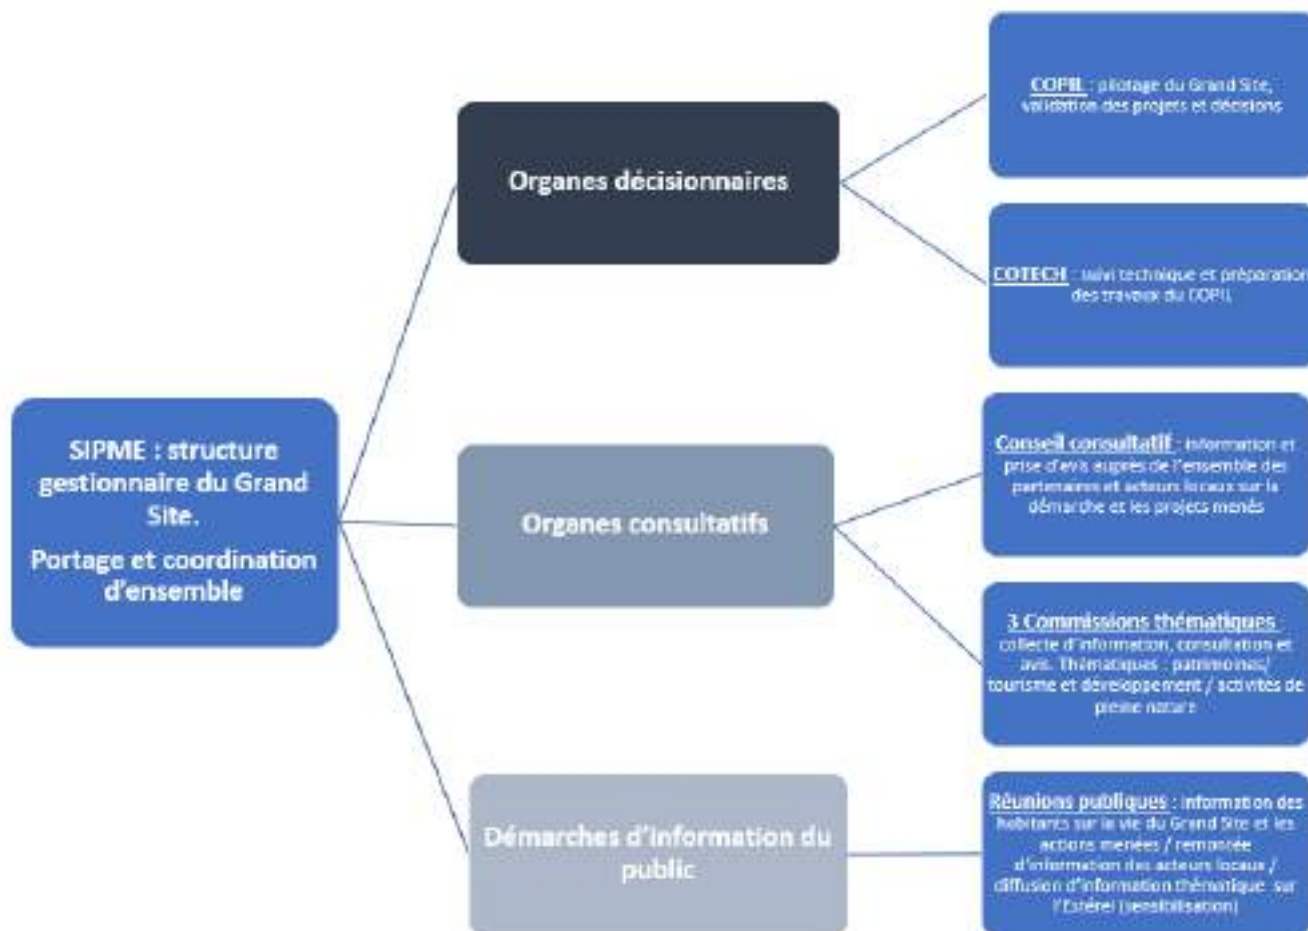 SIPME : structure
gestionnaire du Grand
Site.
Portage et coordination
d'ensemble
Organes décisionnaires
COPIL : pilotage du Grand Site,
validation des projets et décisions
COTECH : suivi technique et préparation
des travaux du COPIL
Organes consultatifs
Conseil consultatif : information et
prise d'avis auprès de l'ensemble des
partenaires et acteurs locaux sur la
démarche et les projets menés
3 Commissions thématiques :
collecte d'information, consultation et
avis. Thématiques : patrimoines/
tourisme et développement / activités de
pleine nature
Démarches d'information du
public
Réunions publiques : information des
habitants sur la vie du Grand Site et les
actions menées / remontée
d'information des acteurs locaux /
diffusion d'information thématique sur
l'Estérel (sensibilisation)